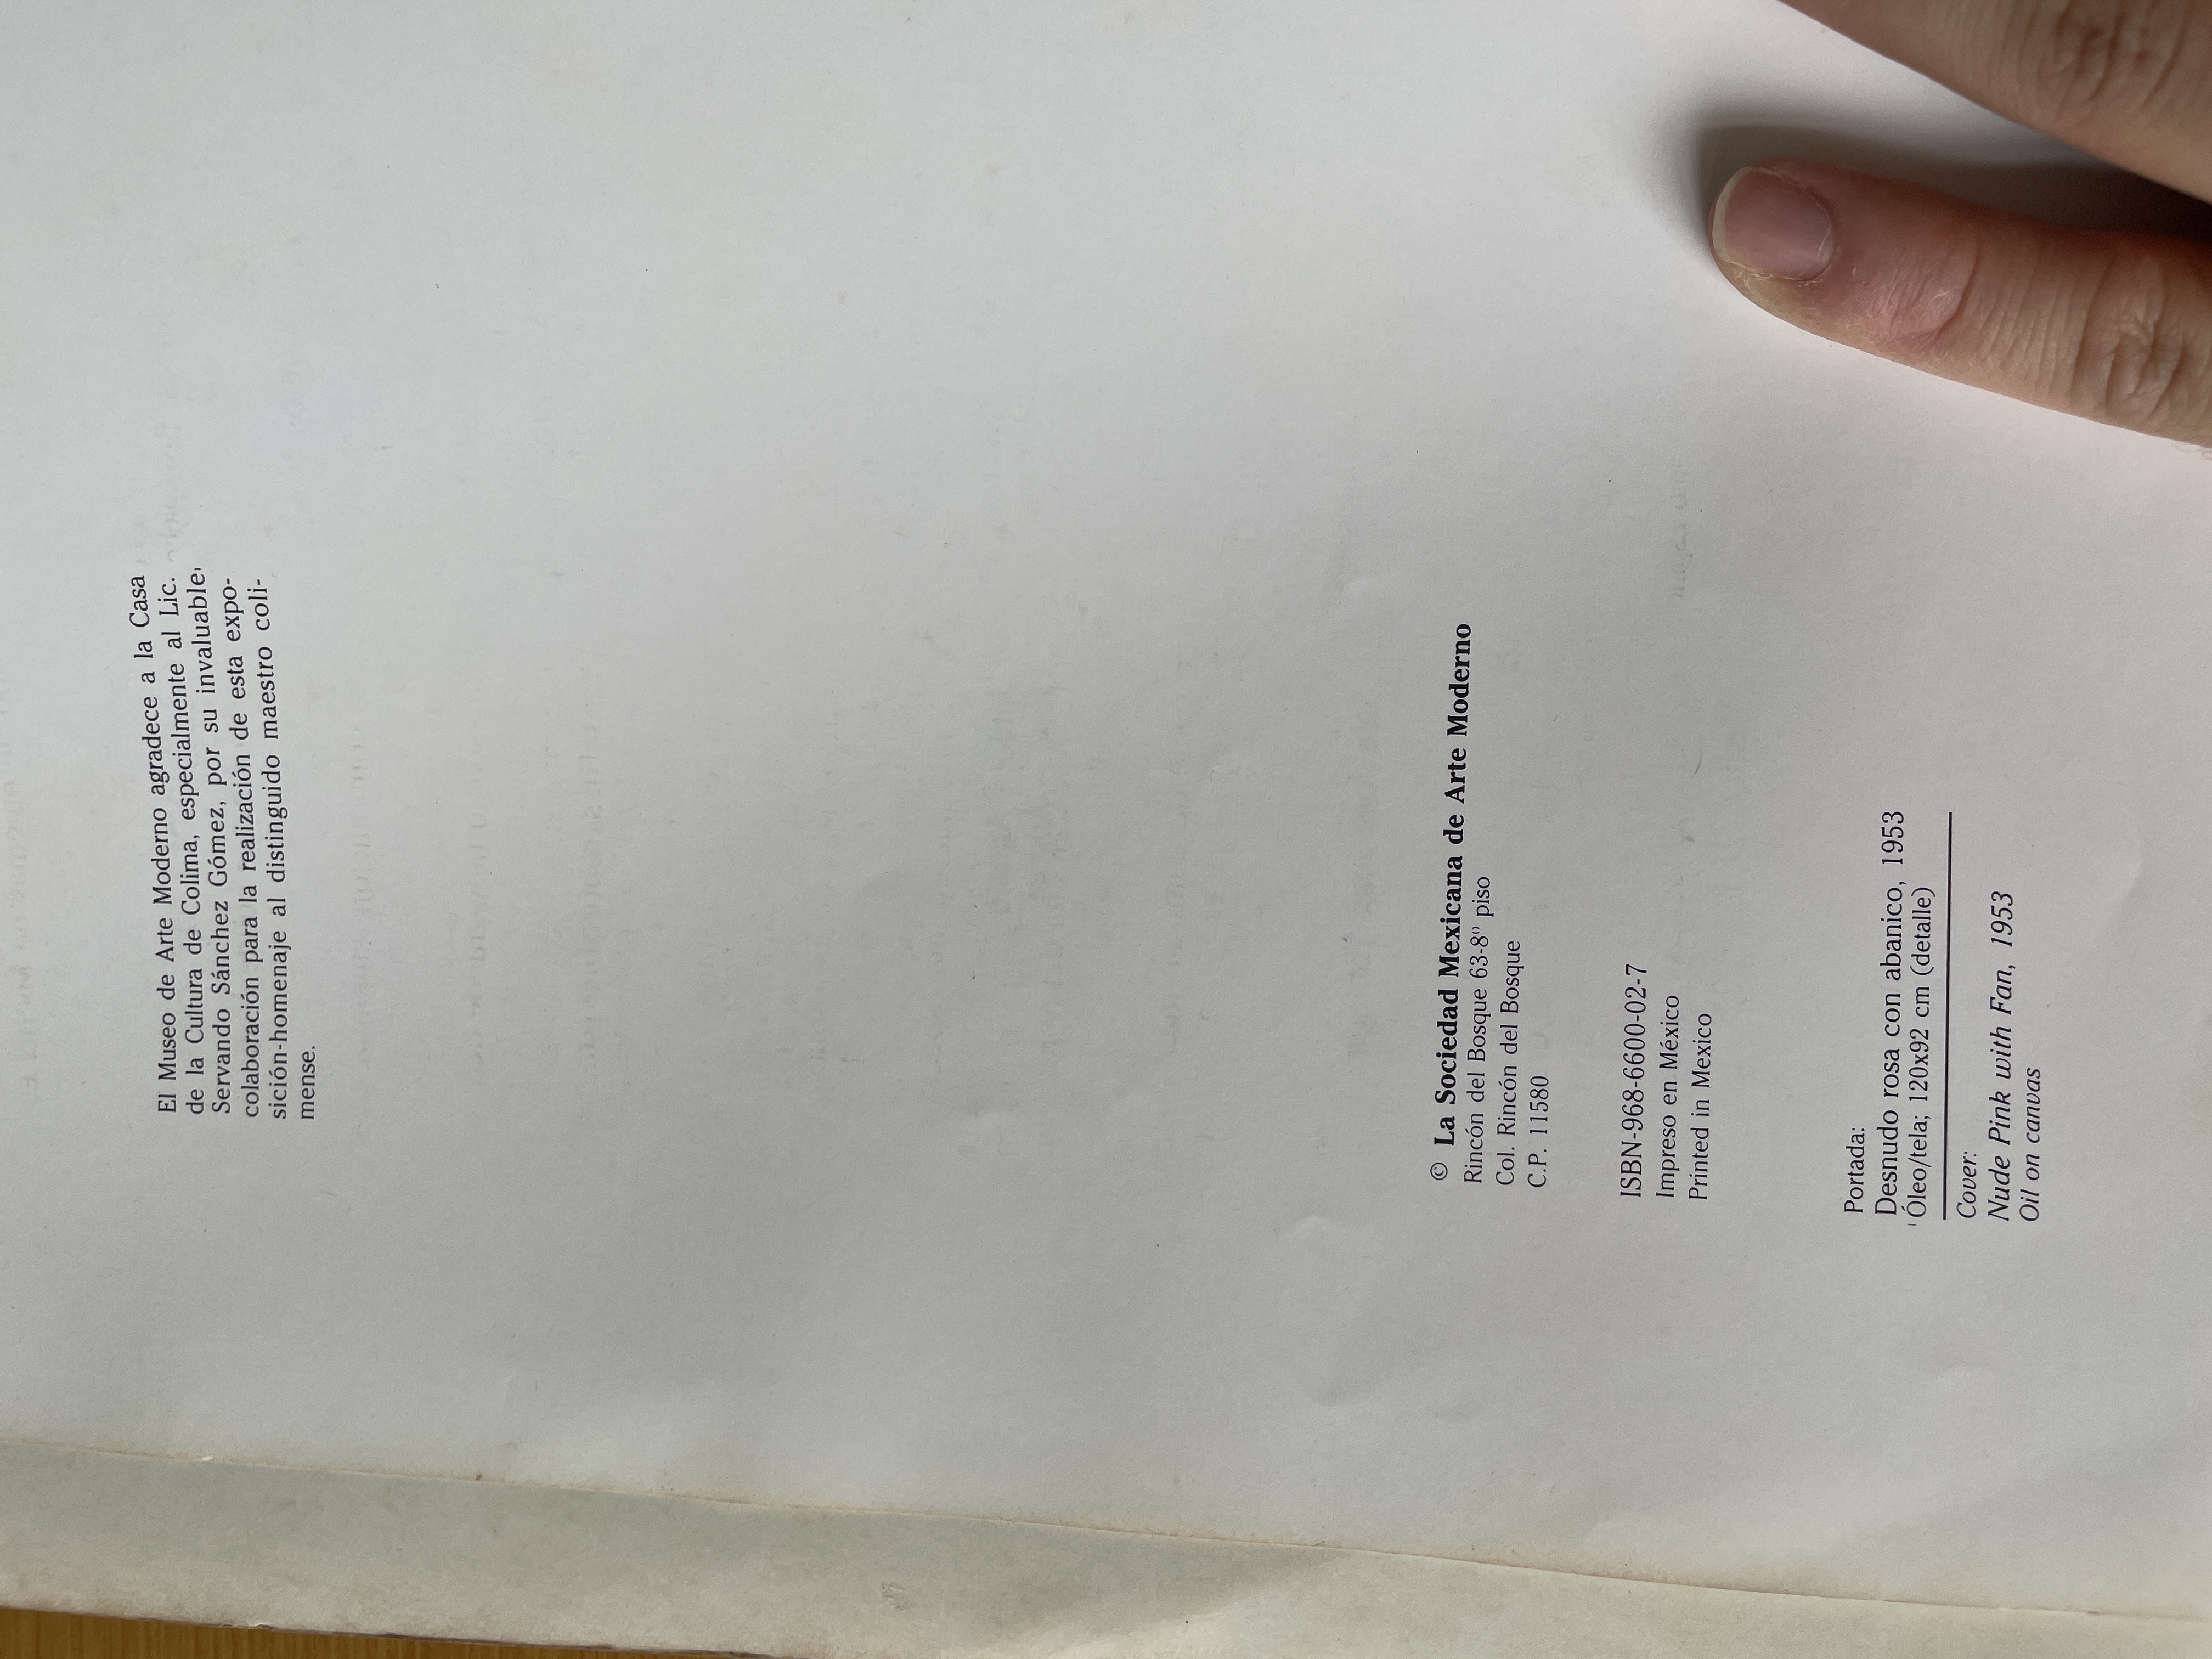 El Museo de Arte Moderno agradece a la Casa
de la Cultura de Colima, especialmente al Lic.
Servando Sánchez Gómez, por su invaluable
colaboración para la realización de esta expo-
sición-homenaje al distinguido maestro coli-
mense.
© La Sociedad Mexicana de Arte Moderno
Rincón del Bosque 63-8º piso
Col. Rincón del Bosque
C.P. 11580
ISBN-968-6600-02-7
Impreso en México
Printed in Mexico
Portada:
Desnudo rosa con abanico, 1953
Óleo/tela; 120x92 cm (detalle)
Cover:
Nude Pink with Fan, 1953
Oil on canvas